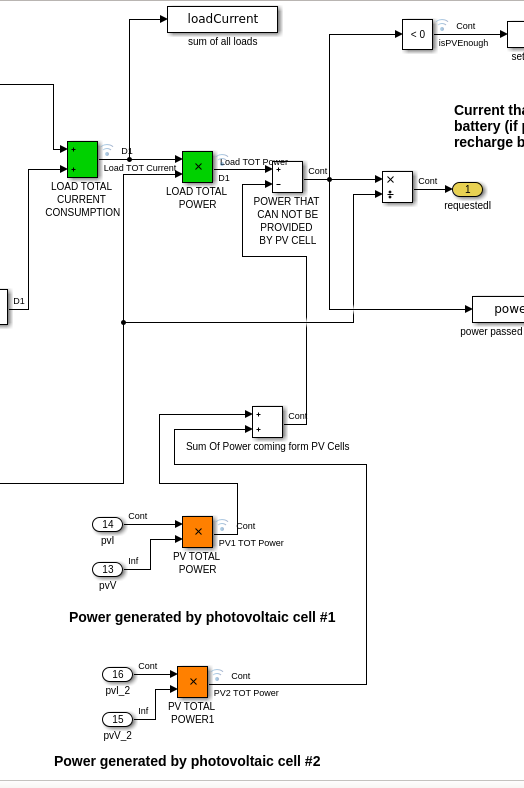 loadCurrent
sum of all loads
< 0
Cont
isPVEnough
set
Current tha
battery (if p
recharge b
+
+
D1
Load TOT Current
LOAD TOTAL
CURRENT
CONSUMPTION
×
Load TOT Power
D1
LOAD TOTAL
POWER
+
−
Cont
POWER THAT
CAN NOT BE
PROVIDED
BY PV CELL
×
÷
Cont
1
requestedI
D1
powe
power passed
+
+
Cont
Sum Of Power coming form PV Cells
14
Cont
pvI
13
Inf
pvV
×
Cont
PV1 TOT Power
PV TOTAL
POWER
Power generated by photovoltaic cell #1
16
Cont
pvI_2
15
Inf
pvV_2
×
Cont
PV2 TOT Power
PV TOTAL
POWER1
Power generated by photovoltaic cell #2